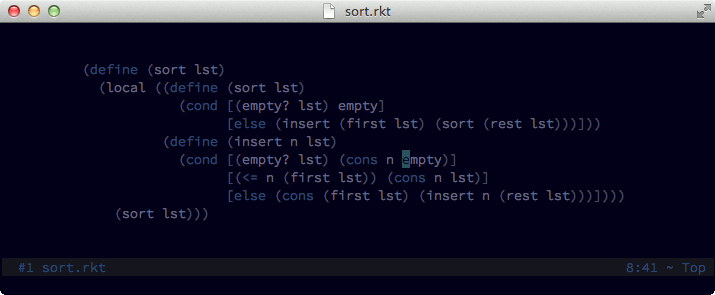 sort.rkt
(define (sort lst)
(local ((define (sort lst)
(cond [(empty? lst) empty]
[else (insert (first lst) (sort (rest lst)))]))
(define (insert n lst)
(cond [(empty? lst) (cons n empty)]
[(<= n (first lst)) (cons n lst)]
[else (cons (first lst) (insert n (rest lst)))])))
(sort lst)))
#1 sort.rkt 8:41 ~ Top